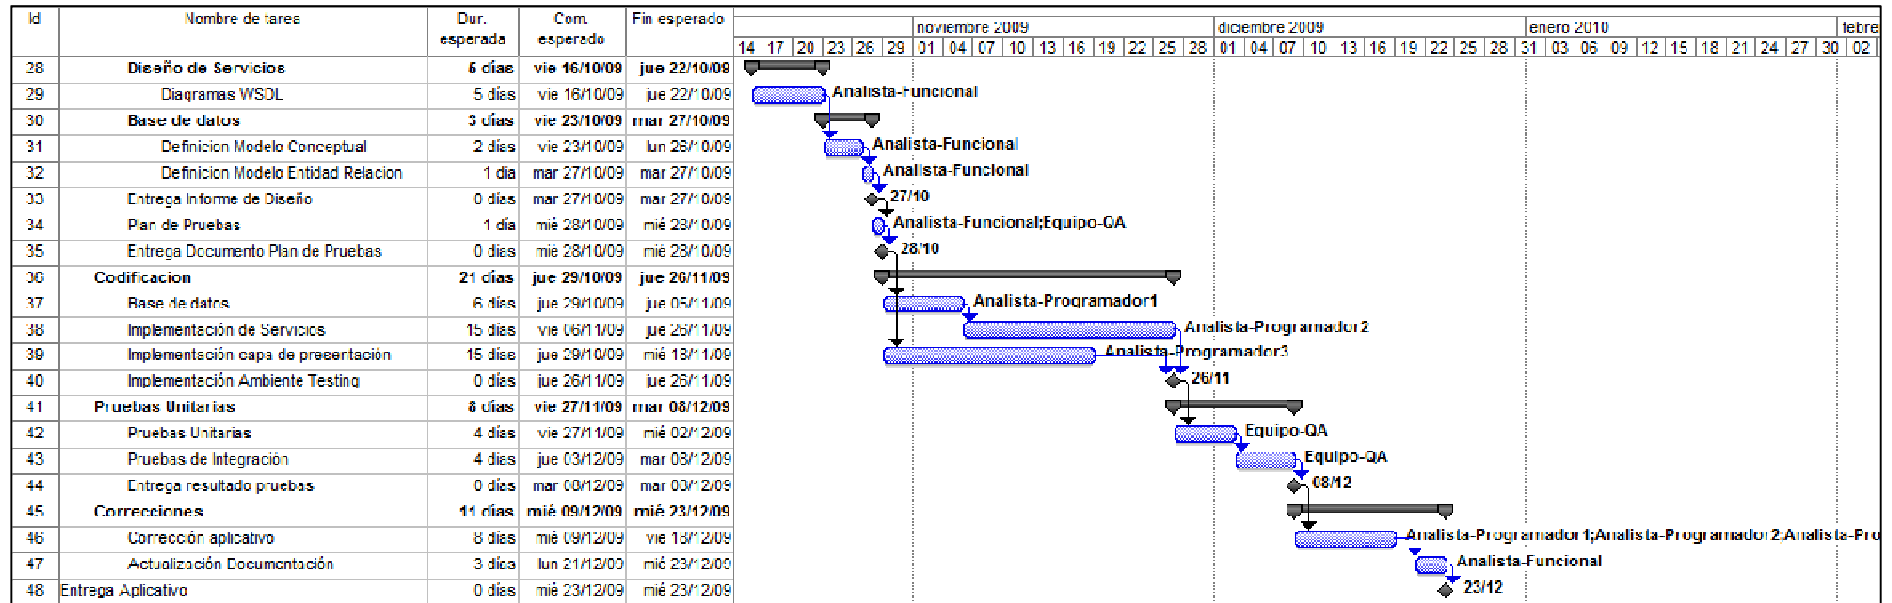 Id Nombre de tarea Dur. esperada Com. esperado Fin esperado
noviembre 2009 diciembre 2009 enero 2010 febre
14 17 20 23 26 29 01 04 07 10 13 16 19 22 25 28 01 04 07 10 13 16 19 22 25 28 31 03 06 09 12 15 18 21 24 27 30 02
28 Diseño de Servicios 5 días vie 16/10/09 jue 22/10/09
29 Diagramas WSDL 5 días vie 16/10/09 jue 22/10/09 Analista-Funcional
30 Base de datos 3 días vie 23/10/09 mar 27/10/09
31 Definicion Modelo Conceptual 2 días vie 23/10/09 lun 26/10/09 Analista-Funcional
32 Definicion Modelo Entidad Relacion 1 día mar 27/10/09 mar 27/10/09 Analista-Funcional
33 Entrega Informe de Diseño 0 días mar 27/10/09 mar 27/10/09 27/10
34 Plan de Pruebas 1 día mié 28/10/09 mié 28/10/09 Analista-Funcional;Equipo-QA
35 Entrega Documento Plan de Pruebas 0 días mié 28/10/09 mié 28/10/09 28/10
36 Codificacion 21 días jue 29/10/09 jue 26/11/09
37 Base de datos 6 días jue 29/10/09 jue 05/11/09 Analista-Programador1
38 Implementación de Servicios 15 días vie 06/11/09 jue 26/11/09 Analista-Programador2
39 Implementación capa de presentación 15 días jue 29/10/09 mié 18/11/09 Analista-Programador3
40 Implementación Ambiente Testing 0 días jue 26/11/09 jue 26/11/09 26/11
41 Pruebas Unitarias 8 días vie 27/11/09 mar 08/12/09
42 Pruebas Unitarias 4 días vie 27/11/09 mié 02/12/09 Equipo-QA
43 Pruebas de Integración 4 días jue 03/12/09 mar 08/12/09 Equipo-QA
44 Entrega resultado pruebas 0 días mar 08/12/09 mar 08/12/09 08/12
45 Correcciones 11 días mié 09/12/09 mié 23/12/09
46 Corrección aplicativo 8 días mié 09/12/09 vie 18/12/09 Analista-Programador1;Analista-Programador2;Analista-Pro
47 Actualización Documentación 3 días lun 21/12/09 mié 23/12/09 Analista-Funcional
48 Entrega Aplicativo 0 días mié 23/12/09 mié 23/12/09 23/12